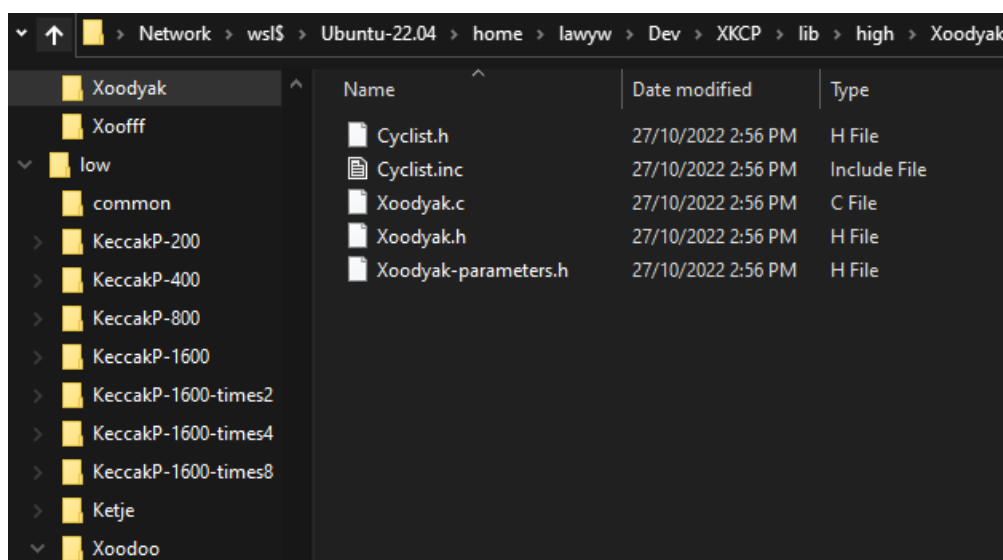 Network > wsl$ > Ubuntu-22.04 > home > lawyw > Dev > XKCP > lib > high > Xoodyak
Xoodyak
Xoofff
low
common
KeccakP-200
KeccakP-400
KeccakP-800
KeccakP-1600
KeccakP-1600-times2
KeccakP-1600-times4
KeccakP-1600-times8
Ketje
Xoodoo
Name Date modified Type
Cyclist.h 27/10/2022 2:56 PM H File
Cyclist.inc 27/10/2022 2:56 PM Include File
Xoodyak.c 27/10/2022 2:56 PM C File
Xoodyak.h 27/10/2022 2:56 PM H File
Xoodyak-parameters.h 27/10/2022 2:56 PM H File